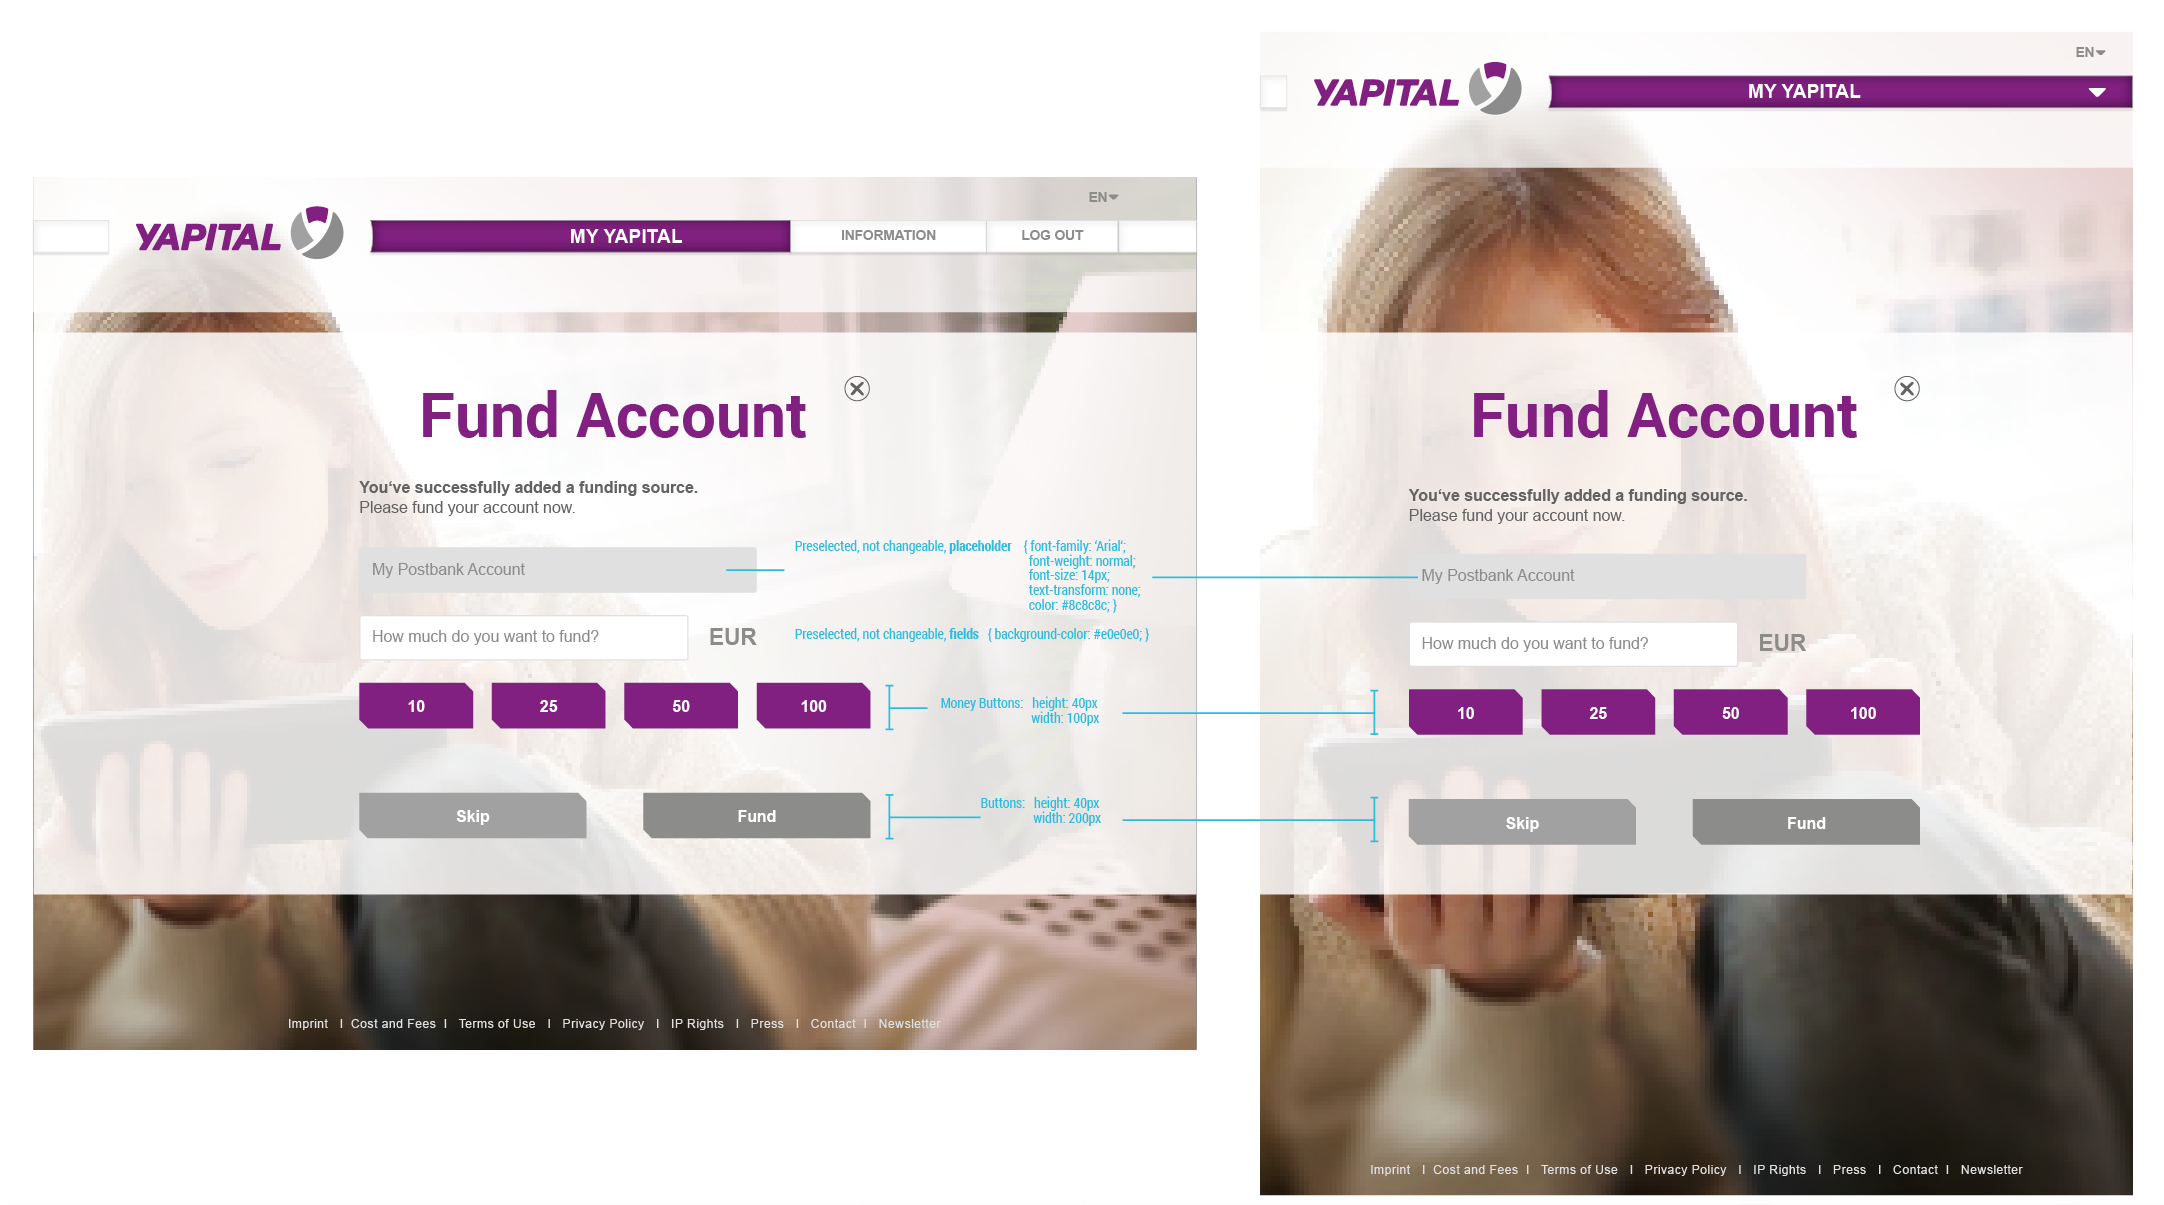 EN
YAPITAL
MY YAPITAL
INFORMATION
LOG OUT
Fund Account
You‘ve successfully added a funding source.
Please fund your account now.
My Postbank Account
How much do you want to fund?
EUR
10
25
50
100
Skip
Fund
Imprint I Cost and Fees I Terms of Use I Privacy Policy I IP Rights I Press I Contact I Newsletter
Preselected, not changeable, placeholder { font-family: ‘Arial‘;
font-weight: normal;
font-size: 14px;
text-transform: none;
color: #8c8c8c; }
Preselected, not changeable, fields { background-color: #e0e0e0; }
Money Buttons: height: 40px
width: 100px
Buttons: height: 40px
width: 200px
EN
YAPITAL
MY YAPITAL
Fund Account
You‘ve successfully added a funding source.
Please fund your account now.
My Postbank Account
How much do you want to fund?
EUR
10
25
50
100
Skip
Fund
Imprint I Cost and Fees I Terms of Use I Privacy Policy I IP Rights I Press I Contact I Newsletter